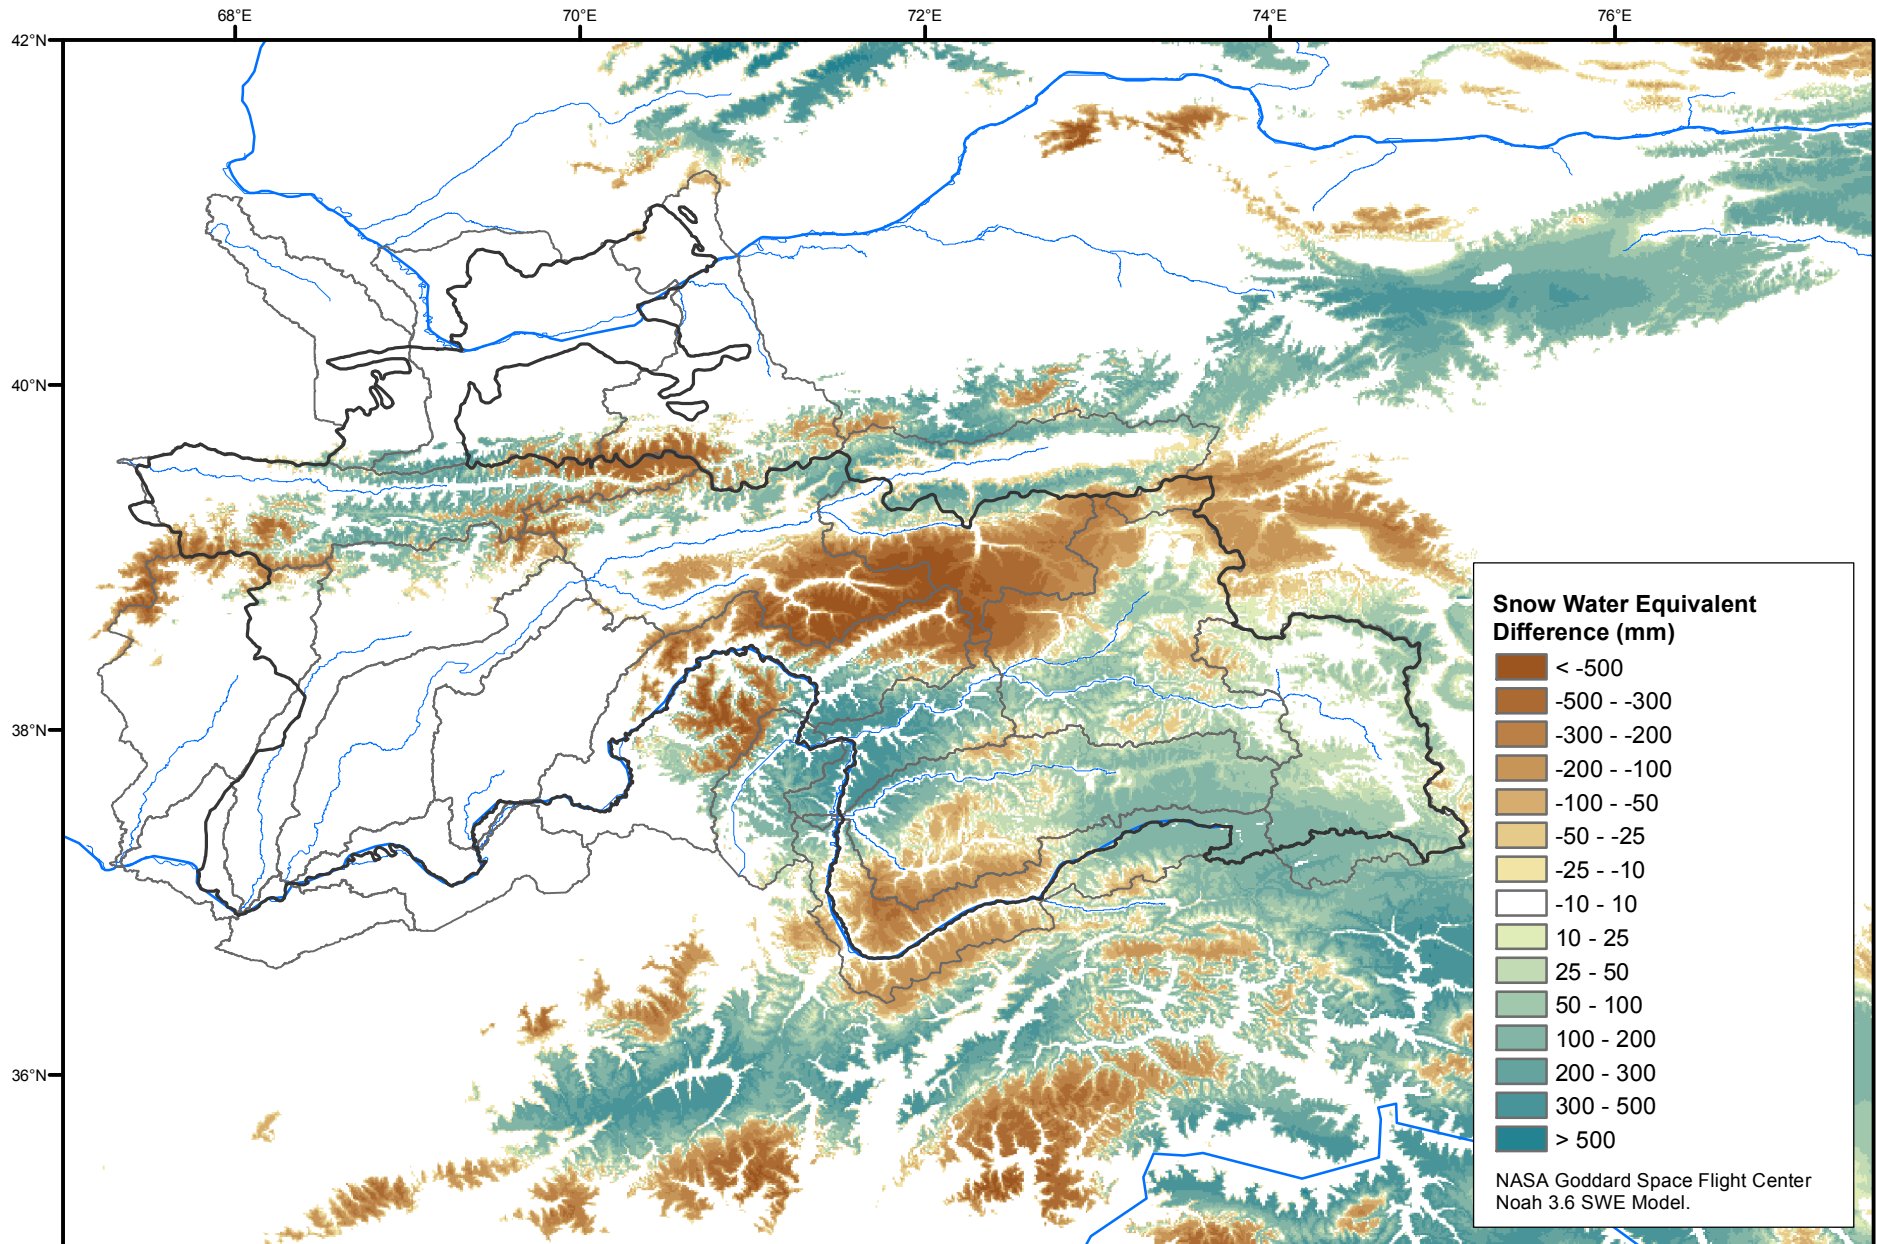 68°E
70°E
72°E
74°E
76°E
42°N
40°N
38°N
36°N
Snow Water Equivalent
Difference (mm)
< -500
-500 - -300
-300 - -200
-200 - -100
-100 - -50
-50 - -25
-25 - -10
-10 - 10
10 - 25
25 - 50
50 - 100
100 - 200
200 - 300
300 - 500
> 500
NASA Goddard Space Flight Center
Noah 3.6 SWE Model.